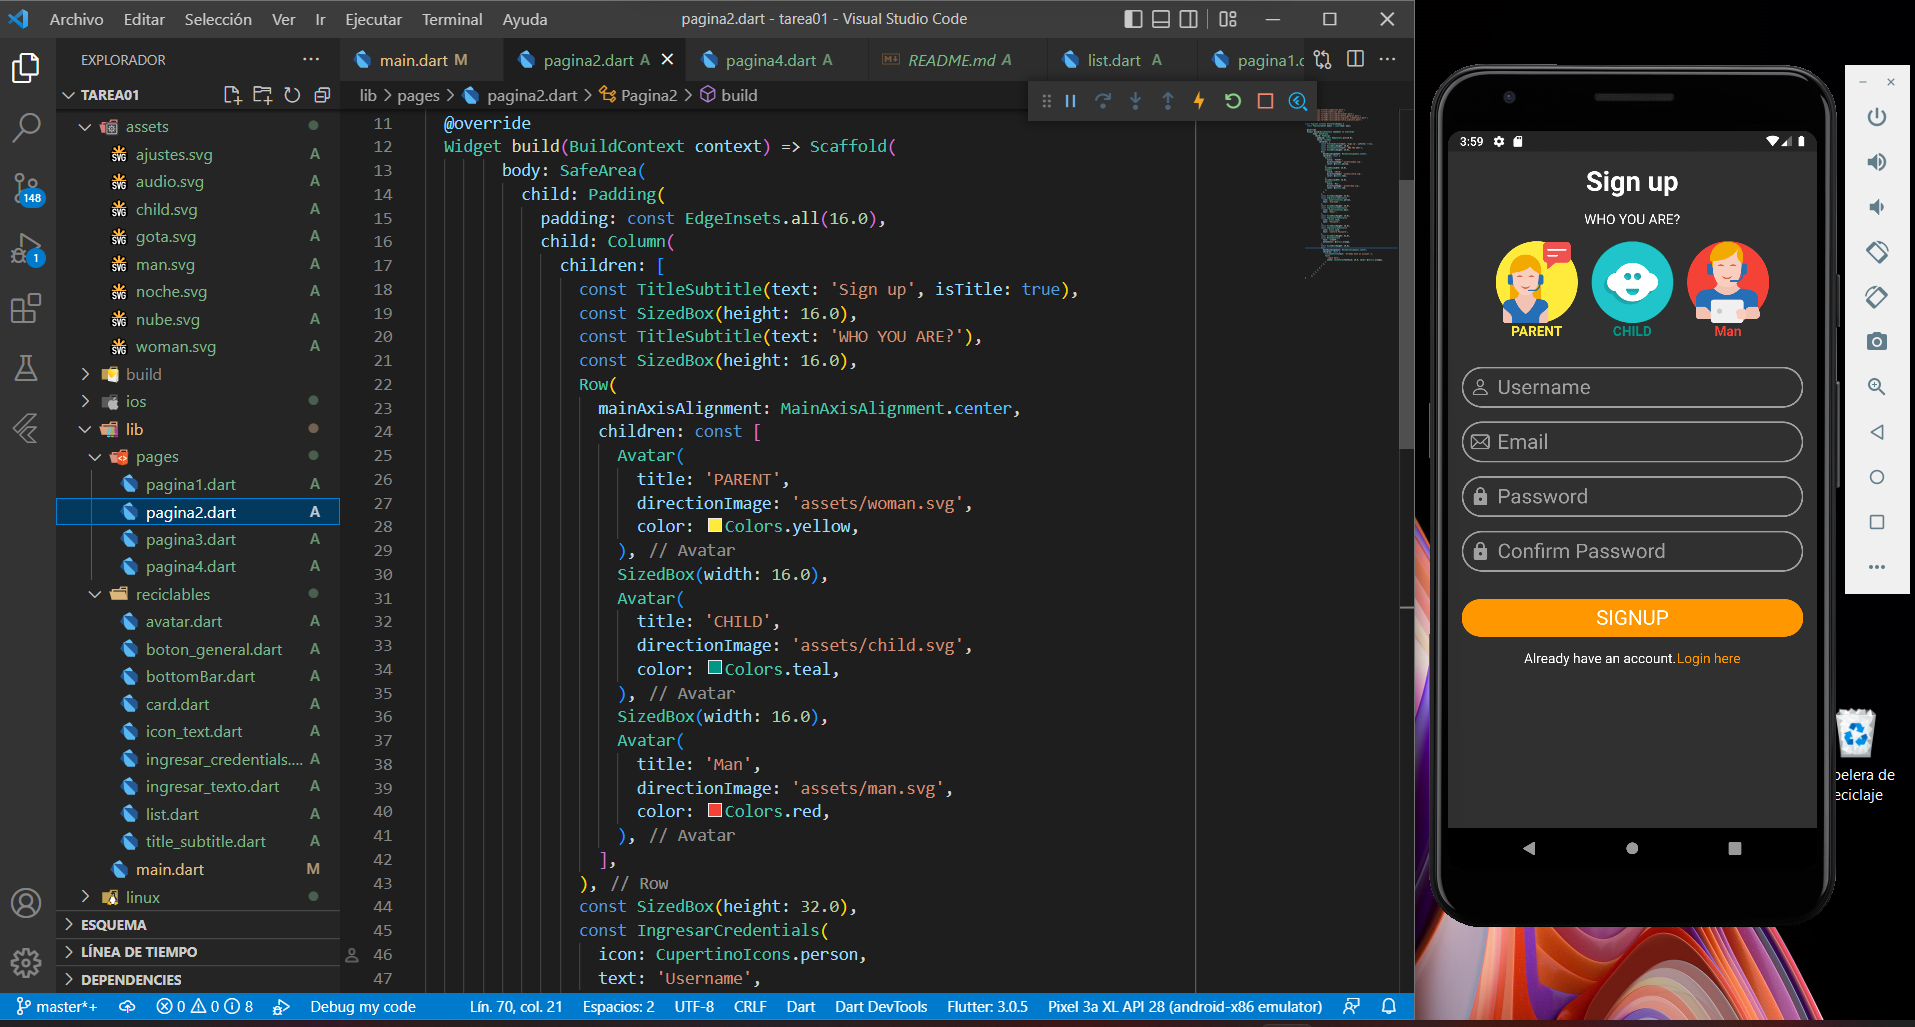 Archivo Editar Selección Ver Ir Ejecutar Terminal Ayuda
pagina2.dart - tarea01 - Visual Studio Code
EXPLORADOR
main.dart M
pagina2.dart A
pagina4.dart A
README.md A
list.dart A
pagina1.d
TAREA01
lib > pages > pagina2.dart > Pagina2 > build
assets
ajustes.svg A
audio.svg A
child.svg A
gota.svg A
man.svg A
noche.svg A
nube.svg A
woman.svg A
build
ios
lib
pages
pagina1.dart A
pagina2.dart A
pagina3.dart A
pagina4.dart A
reciclables
avatar.dart A
boton_general.dart A
bottomBar.dart A
card.dart A
icon_text.dart A
ingresar_credentials.... A
ingresar_texto.dart A
list.dart A
title_subtitle.dart A
main.dart M
linux
ESQUEMA
LÍNEA DE TIEMPO
DEPENDENCIES
148
1
11 @override
12 Widget build(BuildContext context) => Scaffold(
13 body: SafeArea(
14 child: Padding(
15 padding: const EdgeInsets.all(16.0),
16 child: Column(
17 children: [
18 const TitleSubtitle(text: 'Sign up', isTitle: true),
19 const SizedBox(height: 16.0),
20 const TitleSubtitle(text: 'WHO YOU ARE?'),
21 const SizedBox(height: 16.0),
22 Row(
23 mainAxisAlignment: MainAxisAlignment.center,
24 children: const [
25 Avatar(
26 title: 'PARENT',
27 directionImage: 'assets/woman.svg',
28 color: Colors.yellow,
29 ), // Avatar
30 SizedBox(width: 16.0),
31 Avatar(
32 title: 'CHILD',
33 directionImage: 'assets/child.svg',
34 color: Colors.teal,
35 ), // Avatar
36 SizedBox(width: 16.0),
37 Avatar(
38 title: 'Man',
39 directionImage: 'assets/man.svg',
40 color: Colors.red,
41 ), // Avatar
42 ],
43 ), // Row
44 const SizedBox(height: 32.0),
45 const IngresarCredentials(
46 icon: CupertinoIcons.person,
47 text: 'Username',
master*+ 0 0 8 Debug my code Lín. 70, col. 21 Espacios: 2 UTF-8 CRLF Dart Dart DevTools Flutter: 3.0.5 Pixel 3a XL API 28 (android-x86 emulator)
3:59
Sign up
WHO YOU ARE?
PARENT CHILD Man
Username
Email
Password
Confirm Password
SIGNUP
Already have an account. Login here
pelera de
eciclaje